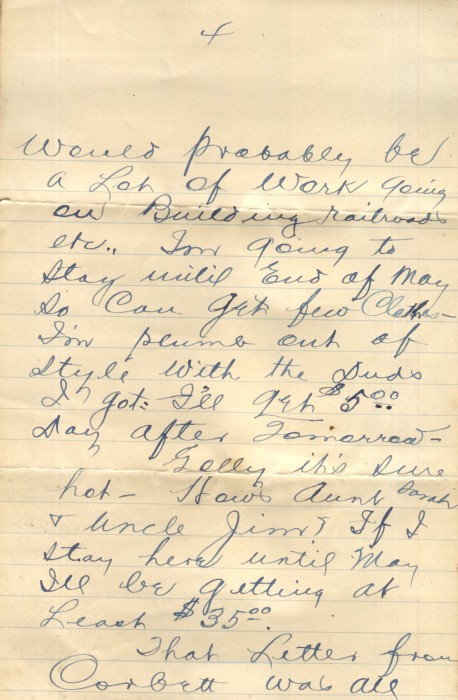 4
Would probably be
a Lot of Work going
on Building railroads
etc., Im going to
Stay until End of May
so Can get few Clothes-
I'm plumb out of
style with the Duds
I got. I'll get $5.00
Day after Tomorrow-
Golly it's sure
hot- Hows Aunt Sarah
& Uncle Jim? If I
Stay here until May
I'll be getting at
Least $35.00.
That Letter from
Corbett was all